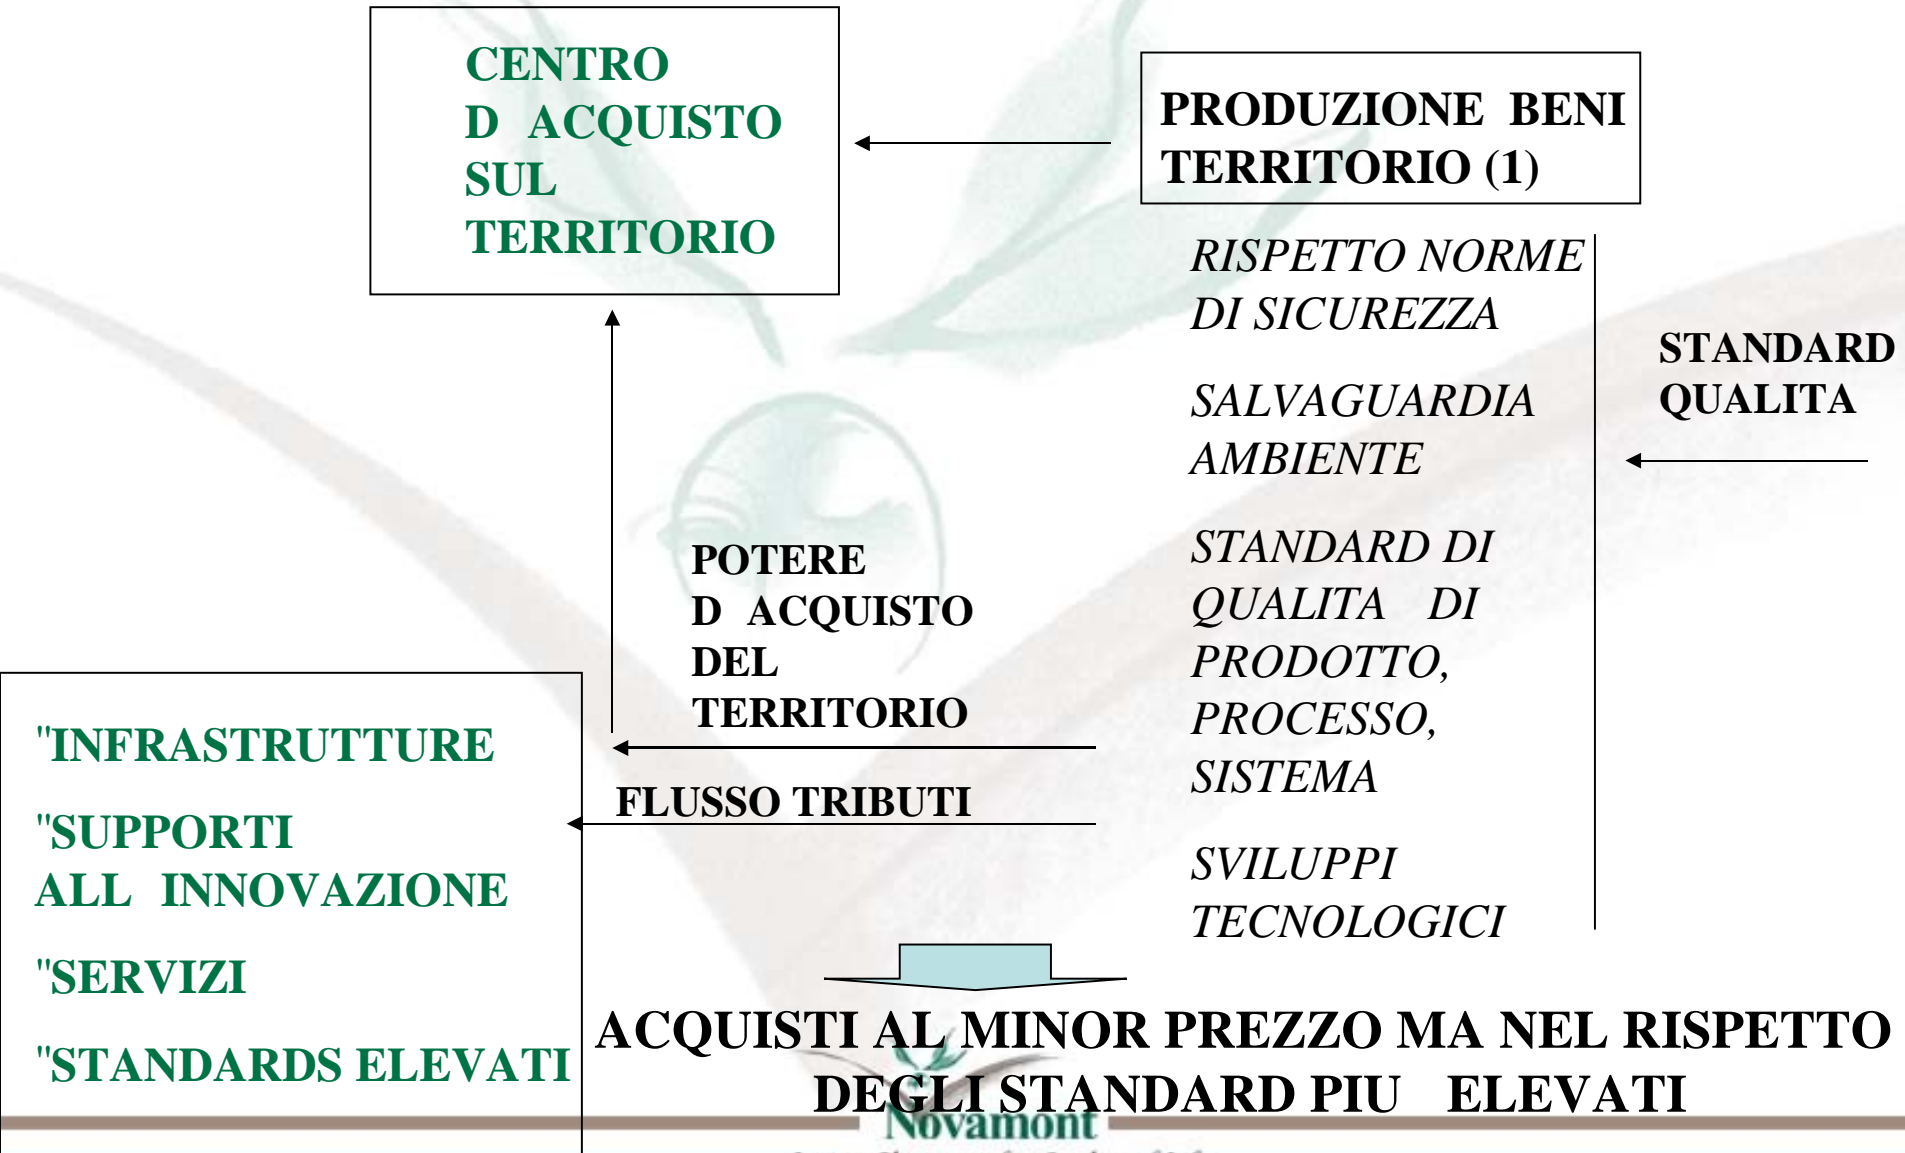 CENTRO
D ACQUISTO
SUL
TERRITORIO
PRODUZIONE BENI
TERRITORIO (1)
RISPETTO NORME
DI SICUREZZA
SALVAGUARDIA
AMBIENTE
STANDARD DI
QUALITA DI
PRODOTTO,
PROCESSO,
SISTEMA
SVILUPPI
TECNOLOGICI
STANDARD
QUALITA
POTERE
D ACQUISTO
DEL
TERRITORIO
FLUSSO TRIBUTI
"INFRASTRUTTURE
"SUPPORTI
ALL INNOVAZIONE
"SERVIZI
"STANDARDS ELEVATI
ACQUISTI AL MINOR PREZZO MA NEL RISPETTO
DEGLI STANDARD PIU ELEVATI
Novamont